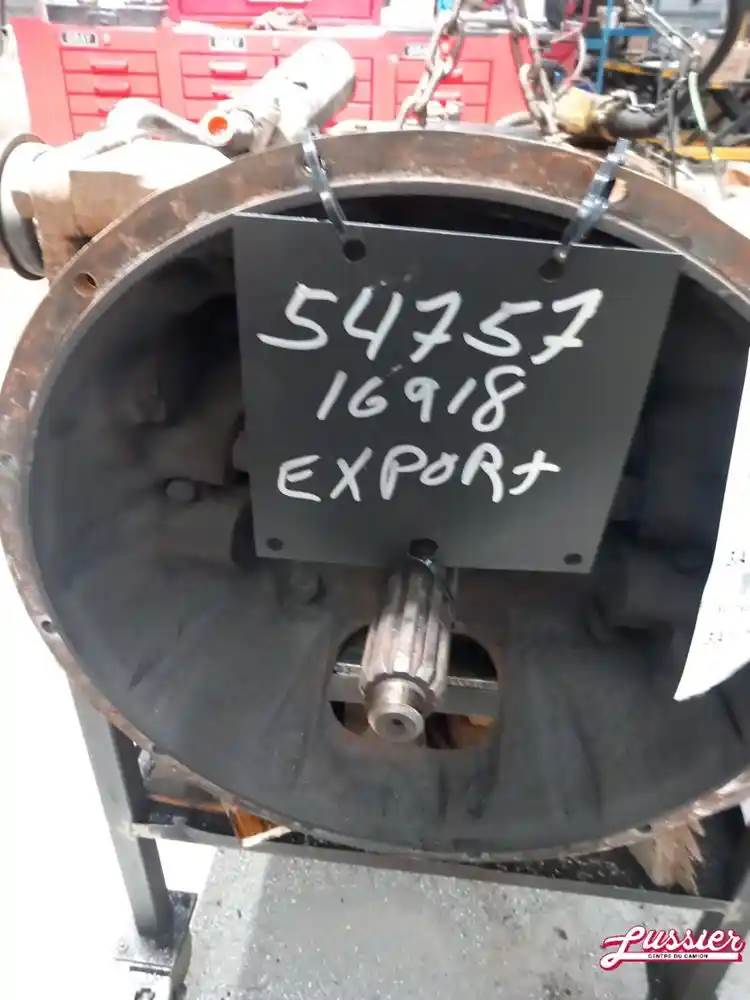 54757
16918
EXPORt
Lussier
CENTRE DU CAMION